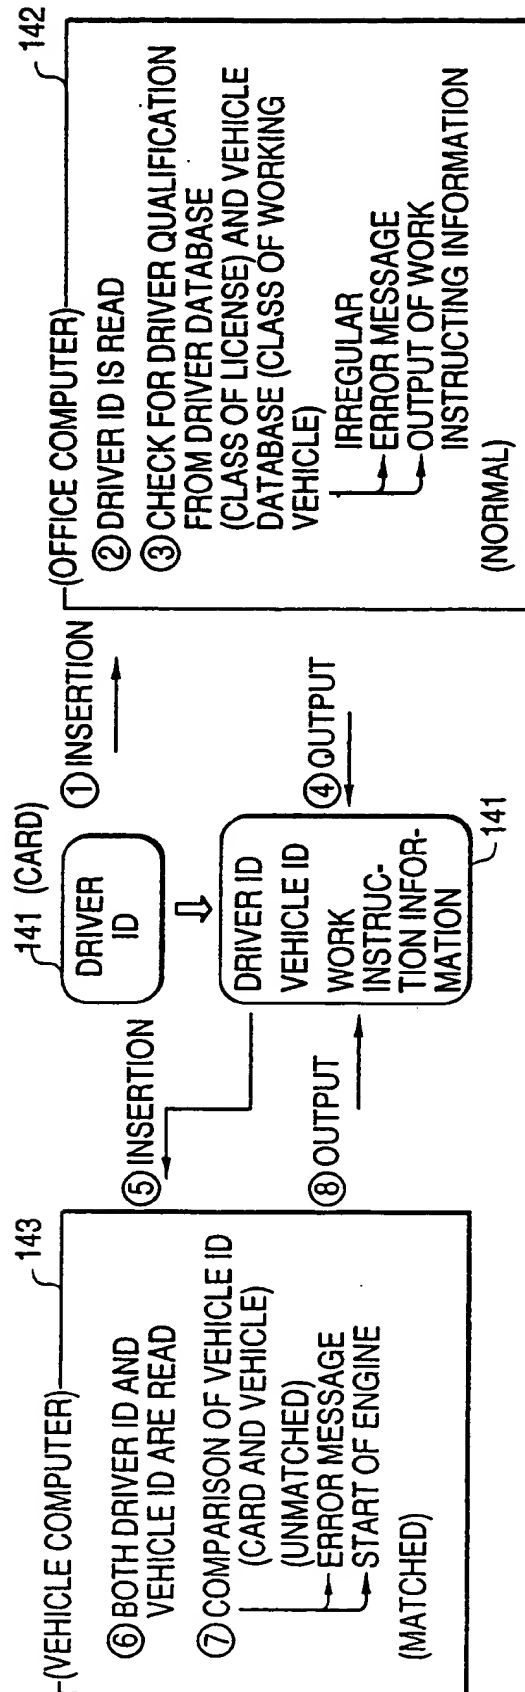 (VEHICLE COMPUTER)
143
⑥ BOTH DRIVER ID AND
VEHICLE ID ARE READ
⑦ COMPARISON OF VEHICLE ID
(CARD AND VEHICLE)
(UNMATCHED)
ERROR MESSAGE
START OF ENGINE
(MATCHED)
⑤ INSERTION
⑧ OUTPUT
141 (CARD)
DRIVER
ID
DRIVER ID
VEHICLE ID
WORK
INSTRUC-
TION INFOR-
MATION
141
① INSERTION
④ OUTPUT
(OFFICE COMPUTER)
142
② DRIVER ID IS READ
③ CHECK FOR DRIVER QUALIFICATION
FROM DRIVER DATABASE
(CLASS OF LICENSE) AND VEHICLE
DATABASE (CLASS OF WORKING
VEHICLE)
IRREGULAR
ERROR MESSAGE
OUTPUT OF WORK
INSTRUCTING INFORMATION
(NORMAL)